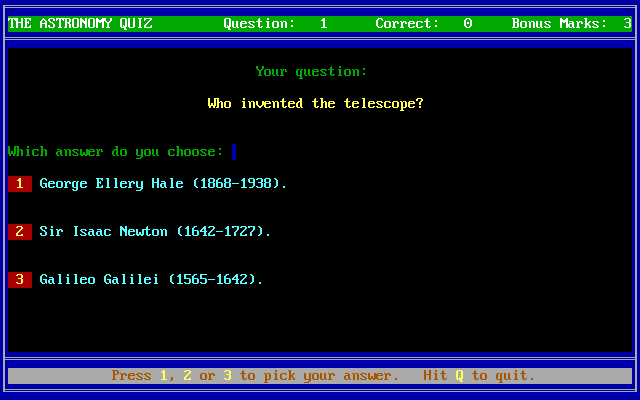 THE ASTRONOMY QUIZ Question: 1 Correct: 0 Bonus Marks: 3
Your question:
Who invented the telescope?
Which answer do you choose:
1 George Ellery Hale (1868-1938).
2 Sir Isaac Newton (1642-1727).
3 Galileo Galilei (1565-1642).
Press 1, 2 or 3 to pick your answer. Hit Q to quit.